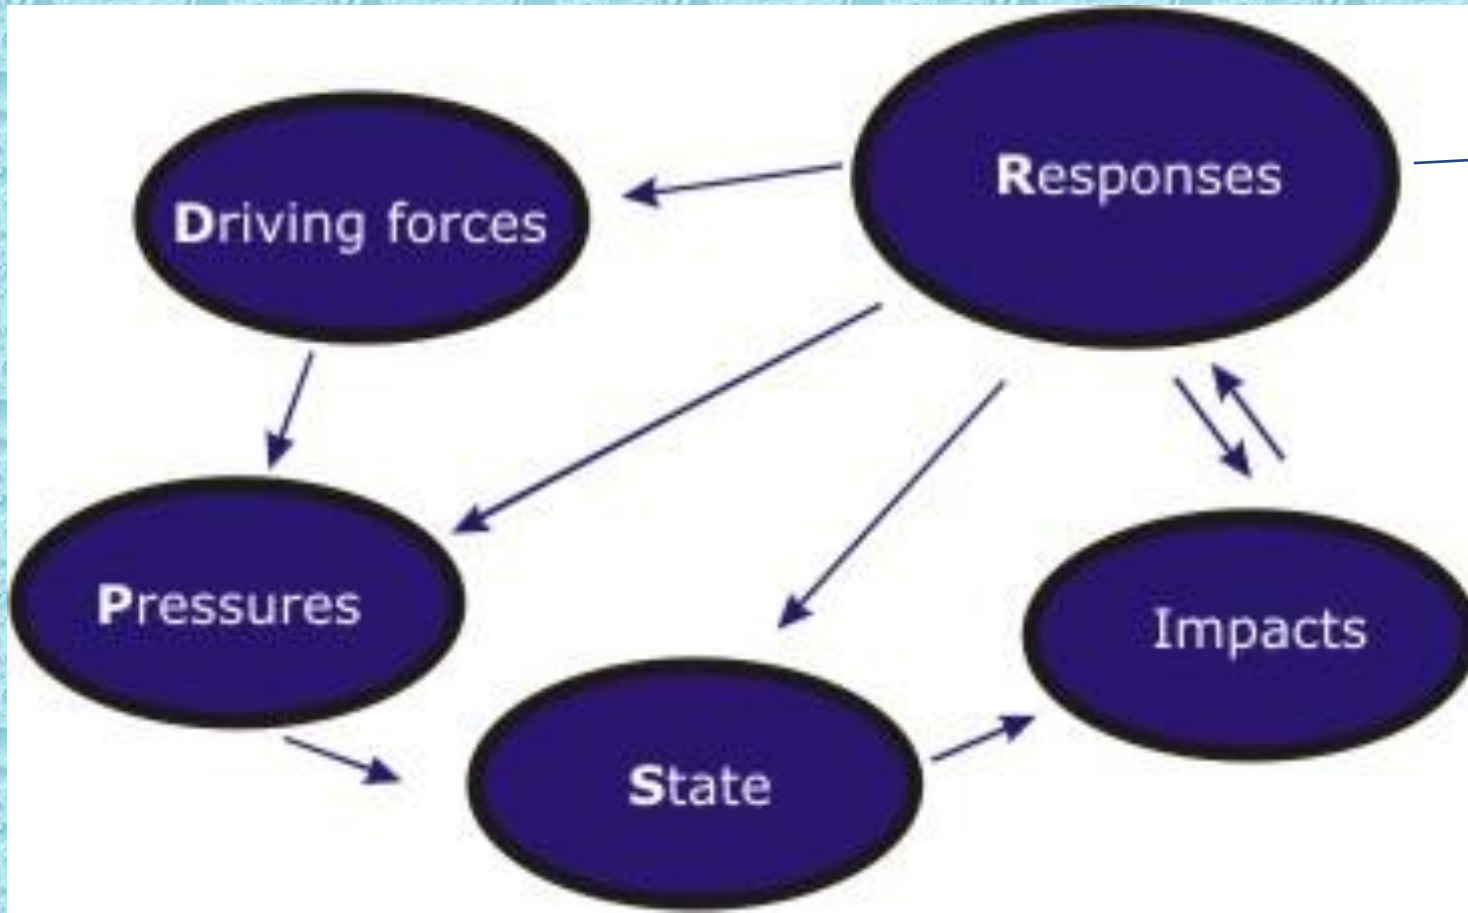 Responses
Driving forces
Pressures
Impacts
State